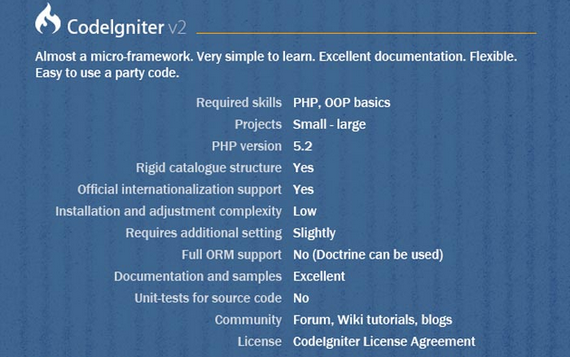 CodeIgniter v2
Almost a micro-framework. Very simple to learn. Excellent documentation. Flexible.
Easy to use a party code.
Required skills PHP, OOP basics
Projects Small - large
PHP version 5.2
Rigid catalogue structure Yes
Official internationalization support Yes
Installation and adjustment complexity Low
Requires additional setting Slightly
Full ORM support No (Doctrine can be used)
Documentation and samples Excellent
Unit-tests for source code No
Community Forum, Wiki tutorials, blogs
License CodeIgniter License Agreement